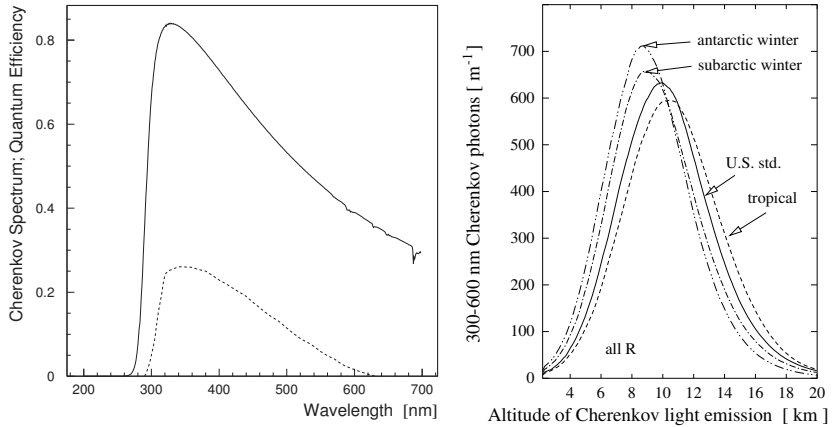 Cherenkov Spectrum; Quantum Efficiency
0.8
0.6
0.4
0.2
0
200 300 400 500 600 700
Wavelength [nm]
300-600 nm Cherenkov photons [ m-1 ]
700
600
500
400
300
200
100
0
antarctic winter
subarctic winter
U.S. std.
tropical
all R
4 6 8 10 12 14 16 18 20
Altitude of Cherenkov light emission [ km ]